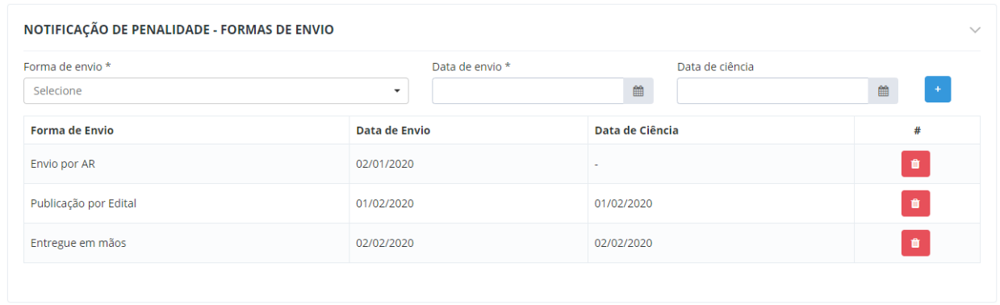 NOTIFICAÇÃO DE PENALIDADE - FORMAS DE ENVIO
Forma de envio * Data de envio * Data de ciência
Selecione
+
Forma de Envio Data de Envio Data de Ciência #
Envio por AR 02/01/2020 -
Publicação por Edital 01/02/2020 01/02/2020
Entregue em mãos 02/02/2020 02/02/2020